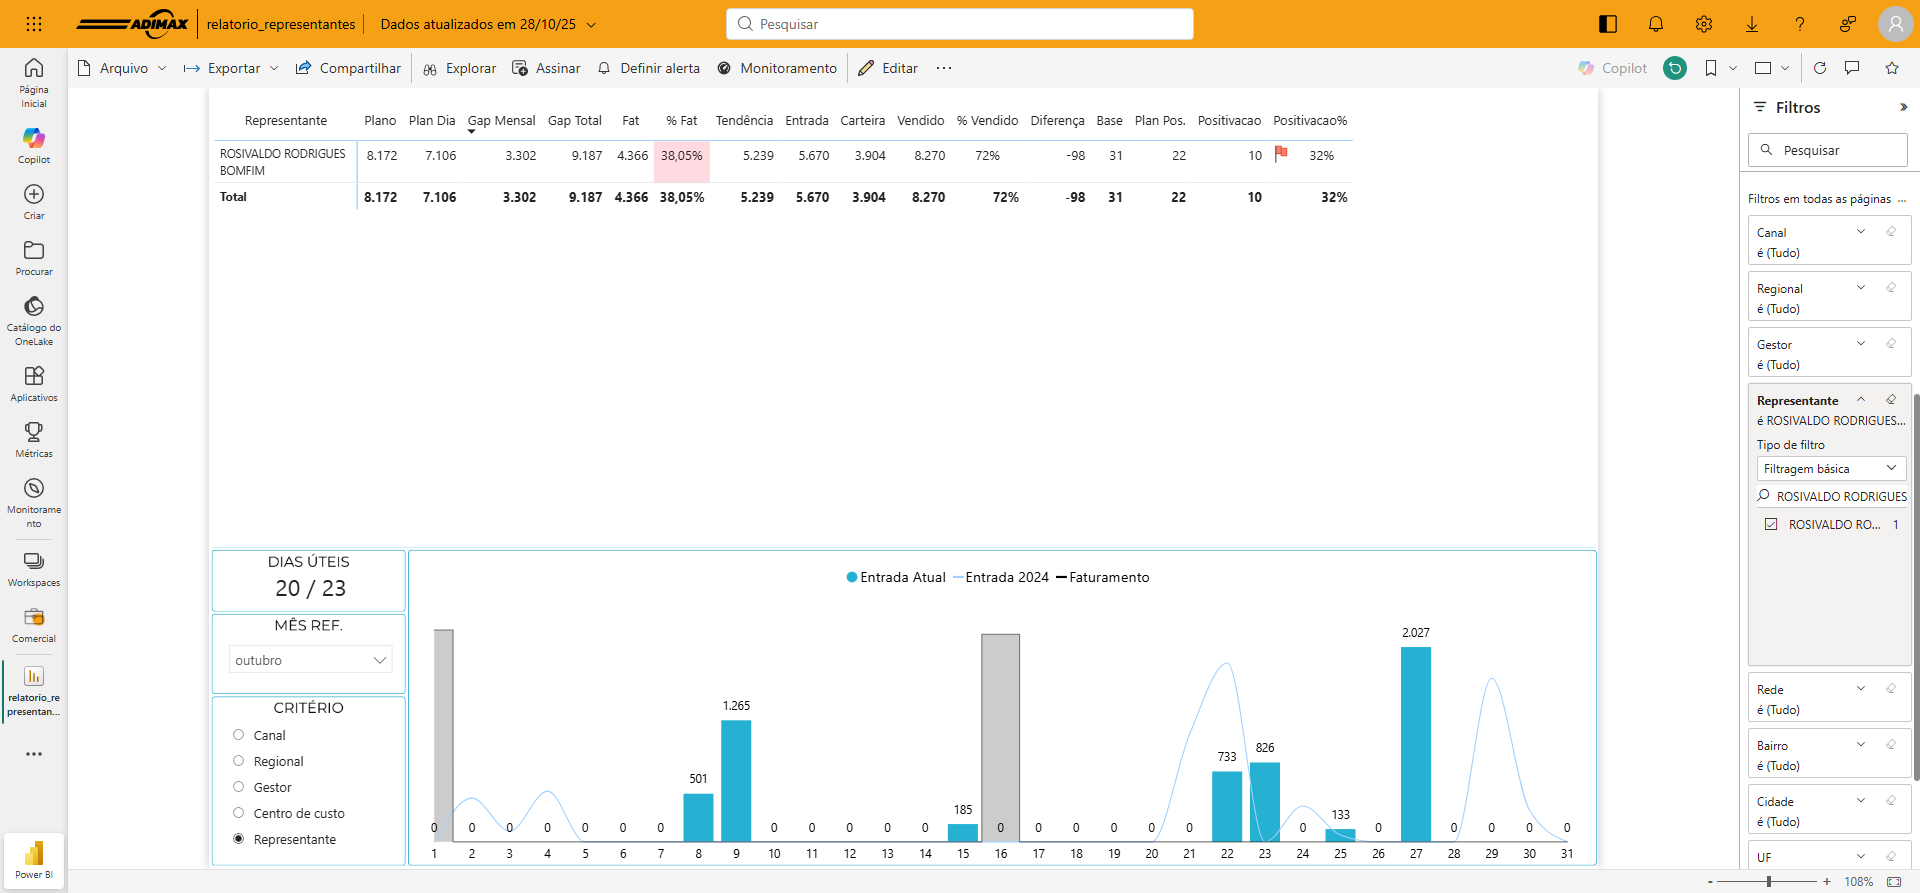 ADIMAX relatorio_representantes Dados atualizados em 28/10/25 Pesquisar
Arquivo Exportar Compartilhar Explorar Assinar Definir alerta Monitoramento Editar ... Copilot
Página
Inicial
Copilot
Criar
Procurar
Catálogo do
OneLake
Aplicativos
Métricas
Monitorame
nto
Workspaces
Comercial
relatorio_re
presentan...
Power BI
Representante Plano Plan Dia Gap Mensal Gap Total Fat % Fat Tendência Entrada Carteira Vendido % Vendido Diferença Base Plan Pos. Positivacao Positivacao%
ROSIVALDO RODRIGUES BOMFIM 8.172 7.106 3.302 9.187 4.366 38,05% 5.239 5.670 3.904 8.270 72% -98 31 22 10 32%
Total 8.172 7.106 3.302 9.187 4.366 38,05% 5.239 5.670 3.904 8.270 72% -98 31 22 10 32%
DIAS ÚTEIS
20 / 23
MÊS REF.
outubro
CRITÉRIO
Canal
Regional
Gestor
Centro de custo
Representante
Entrada Atual Entrada 2024 Faturamento
0 0 0 0 0 0 0 501 1.265 0 0 0 0 0 185 0 0 0 0 0 0 733 826 0 133 0 2.027 0 0 0 0
1 2 3 4 5 6 7 8 9 10 11 12 13 14 15 16 17 18 19 20 21 22 23 24 25 26 27 28 29 30 31
Filtros
Pesquisar
Filtros em todas as páginas ...
Canal
é (Tudo)
Regional
é (Tudo)
Gestor
é (Tudo)
Representante
é ROSIVALDO RODRIGUES...
Tipo de filtro
Filtragem básica
ROSIVALDO RODRIGUES
ROSIVALDO RO... 1
Rede
é (Tudo)
Bairro
é (Tudo)
Cidade
é (Tudo)
UF
- + 108%